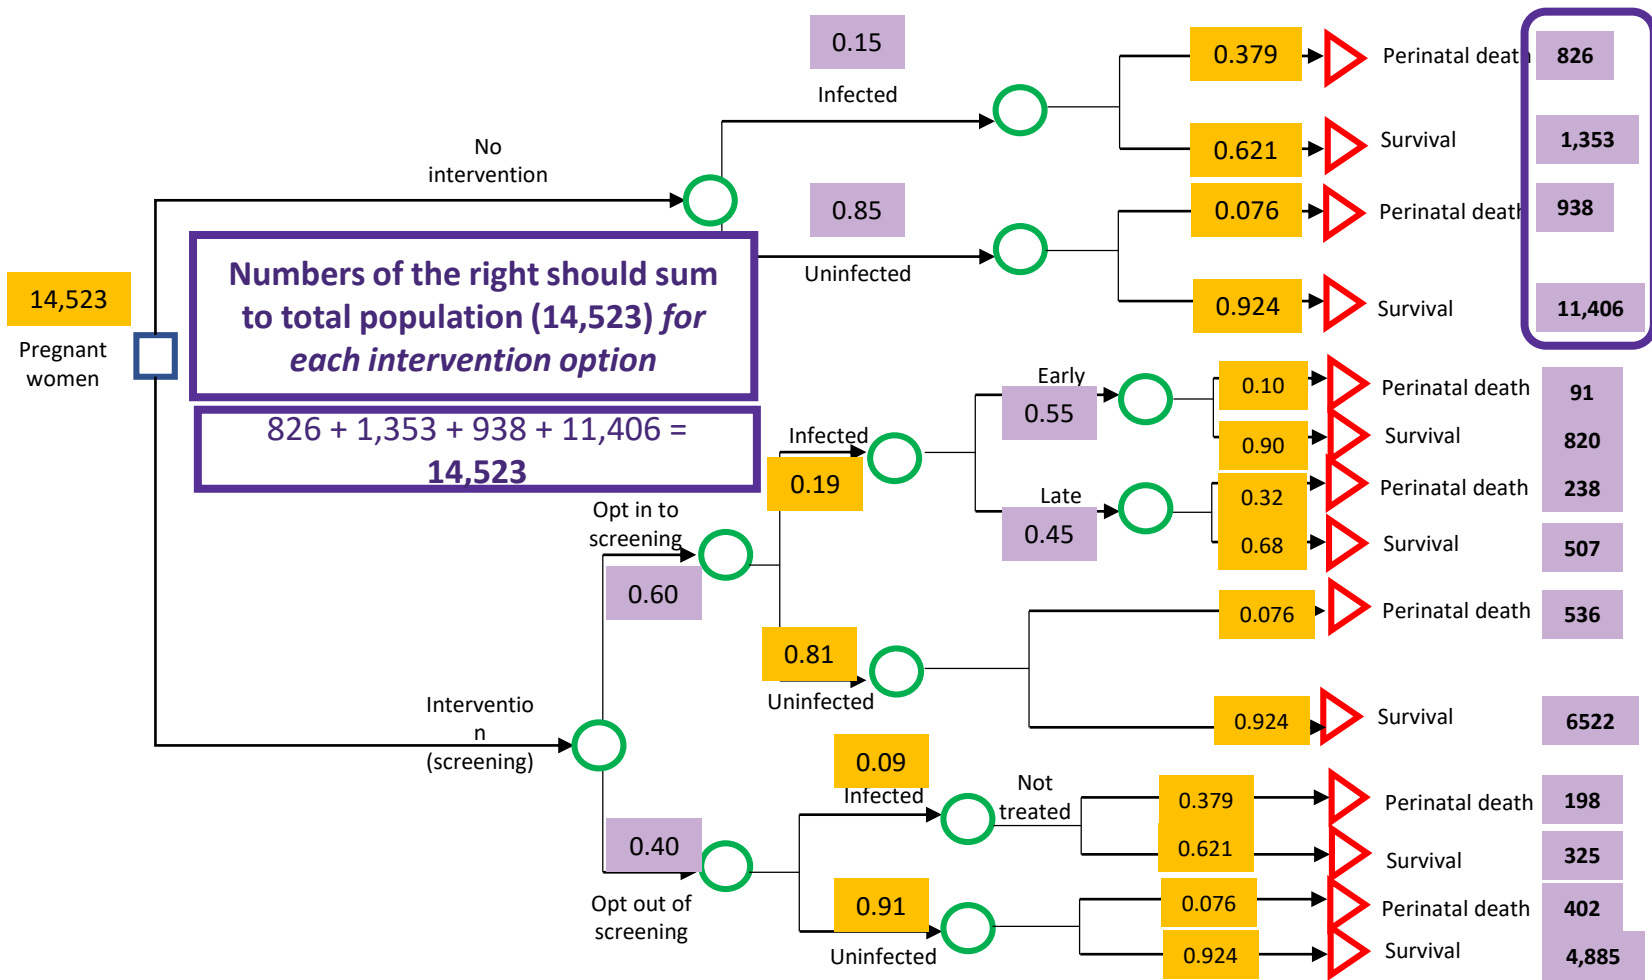 0.15
Infected
0.379
Perinatal death
826
0.621
Survival
1,353
No
intervention
0.85
Uninfected
0.076
Perinatal death
938
0.924
Survival
11,406
14,523
Pregnant
women
Numbers of the right should sum
to total population (14,523) for
each intervention option
826 + 1,353 + 938 + 11,406 =
14,523
Early
0.55
0.10
Perinatal death
91
0.90
Survival
820
Infected
0.19
Late
0.45
0.32
Perinatal death
238
0.68
Survival
507
Opt in to
screening
0.60
0.81
Uninfected
0.076
Perinatal death
536
0.924
Survival
6522
Interventio
n
(screening)
0.09
Infected
Not
treated
0.379
Perinatal death
198
0.621
Survival
325
0.40
Opt out of
screening
0.91
Uninfected
0.076
Perinatal death
402
0.924
Survival
4,885